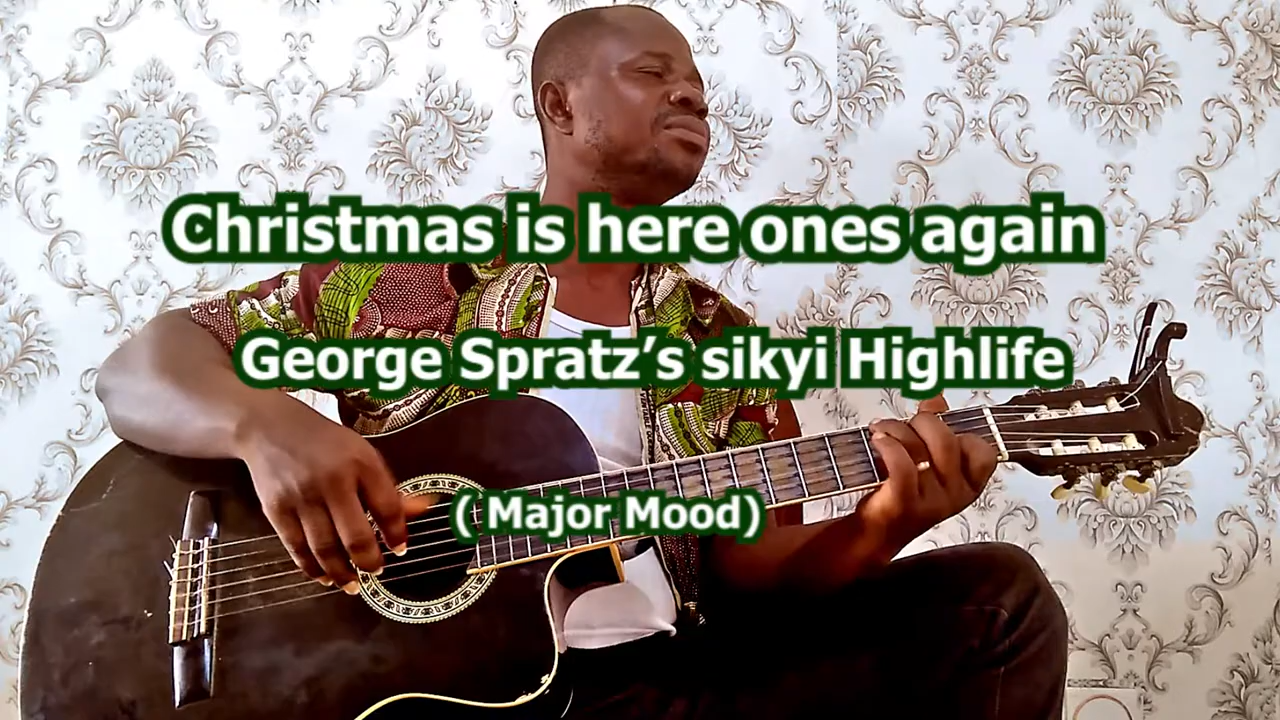 Christmas is here ones again
George Spratz’s sikyi Highlife
( Major Mood)